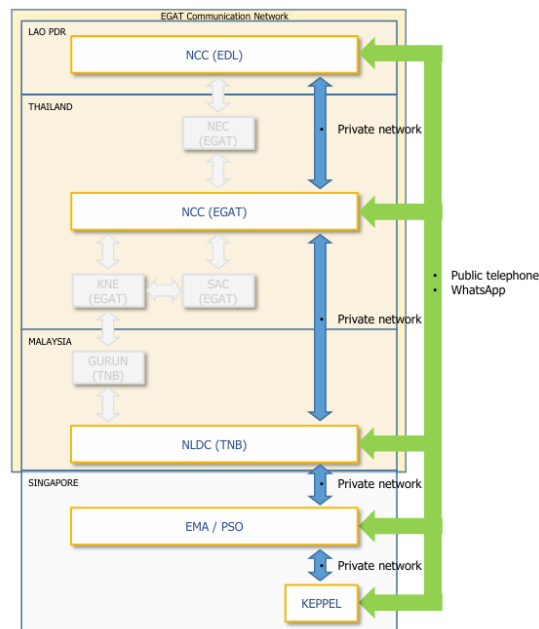 EGAT Communication Network
LAO PDR
NCC (EDL)
THAILAND
NEC
(EGAT)
• Private network
NCC (EGAT)
• Public telephone
• WhatsApp
KNE
(EGAT)
SAC
(EGAT)
• Private network
MALAYSIA
GURUN
(TNB)
NLDC (TNB)
SINGAPORE
• Private network
EMA / PSO
• Private network
KEPPEL